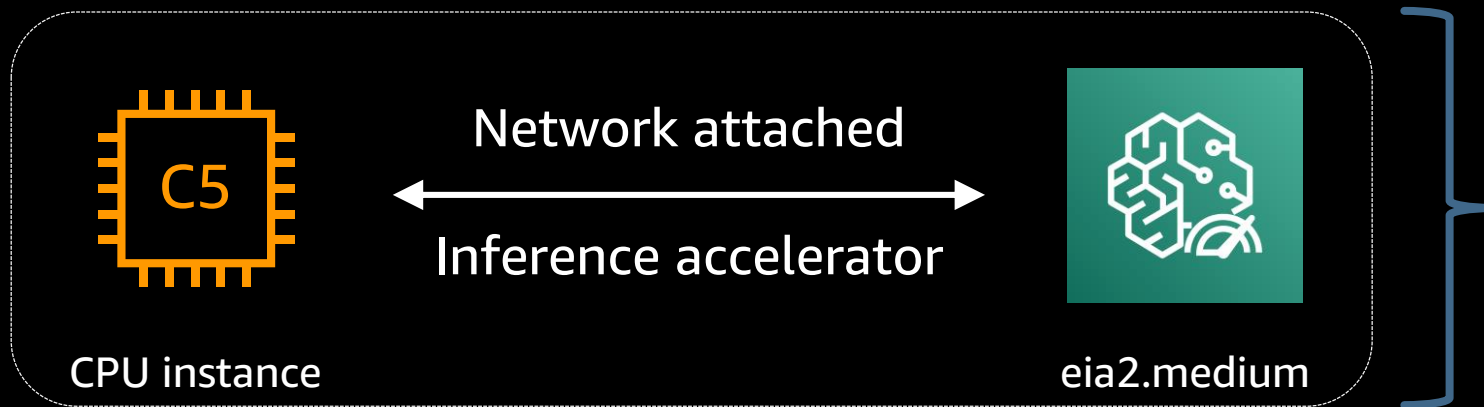 C5
Network attached
Inference accelerator
CPU instance
eia2.medium